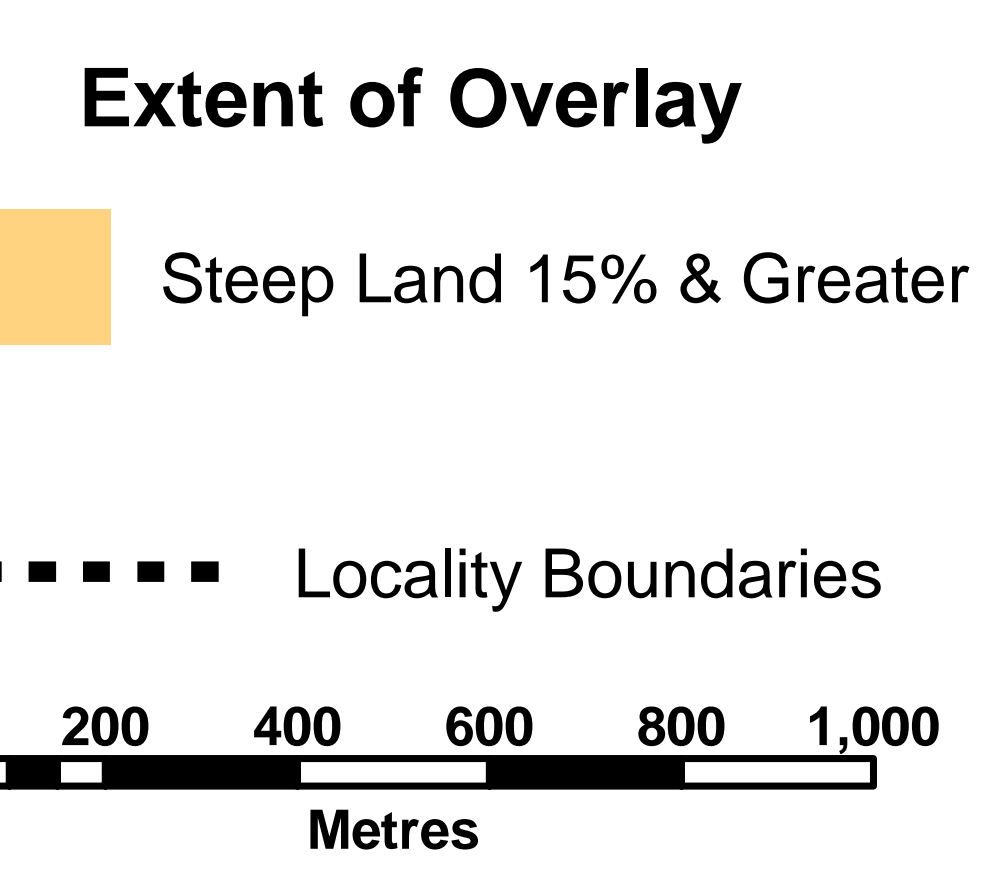 Extent of Overlay
Steep Land 15% & Greater
Locality Boundaries
200 400 600 800 1,000
Metres